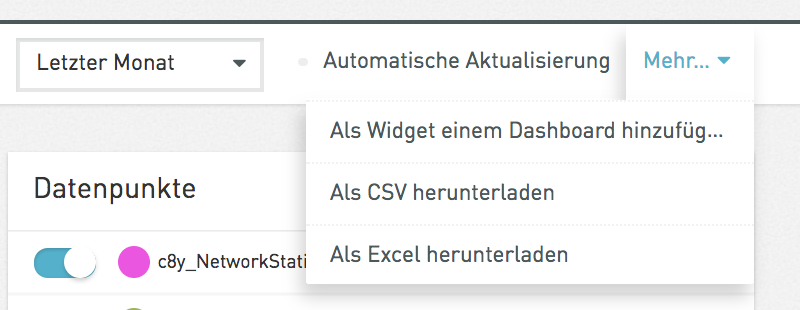 Letzter Monat
Automatische Aktualisierung
Mehr...
Als Widget einem Dashboard hinzufüg...
Als CSV herunterladen
Als Excel herunterladen
Datenpunkte
c8y_NetworkStati